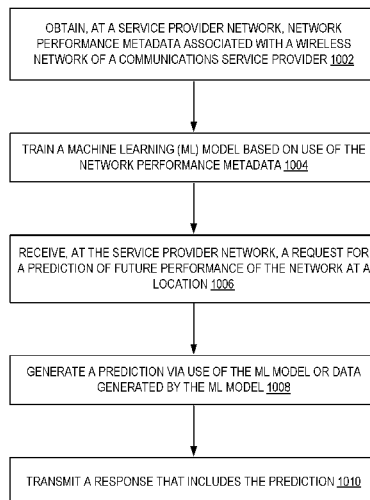 OBTAIN, AT A SERVICE PROVIDER NETWORK, NETWORK
PERFORMANCE METADATA ASSOCIATED WITH A WIRELESS
NETWORK OF A COMMUNICATIONS SERVICE PROVIDER 1002
TRAIN A MACHINE LEARNING (ML) MODEL BASED ON USE OF THE
NETWORK PERFORMANCE METADATA 1004
RECEIVE, AT THE SERVICE PROVIDER NETWORK, A REQUEST FOR
A PREDICTION OF FUTURE PERFORMANCE OF THE NETWORK AT A
LOCATION 1006
GENERATE A PREDICTION VIA USE OF THE ML MODEL OR DATA
GENERATED BY THE ML MODEL 1008
TRANSMIT A RESPONSE THAT INCLUDES THE PREDICTION 1010